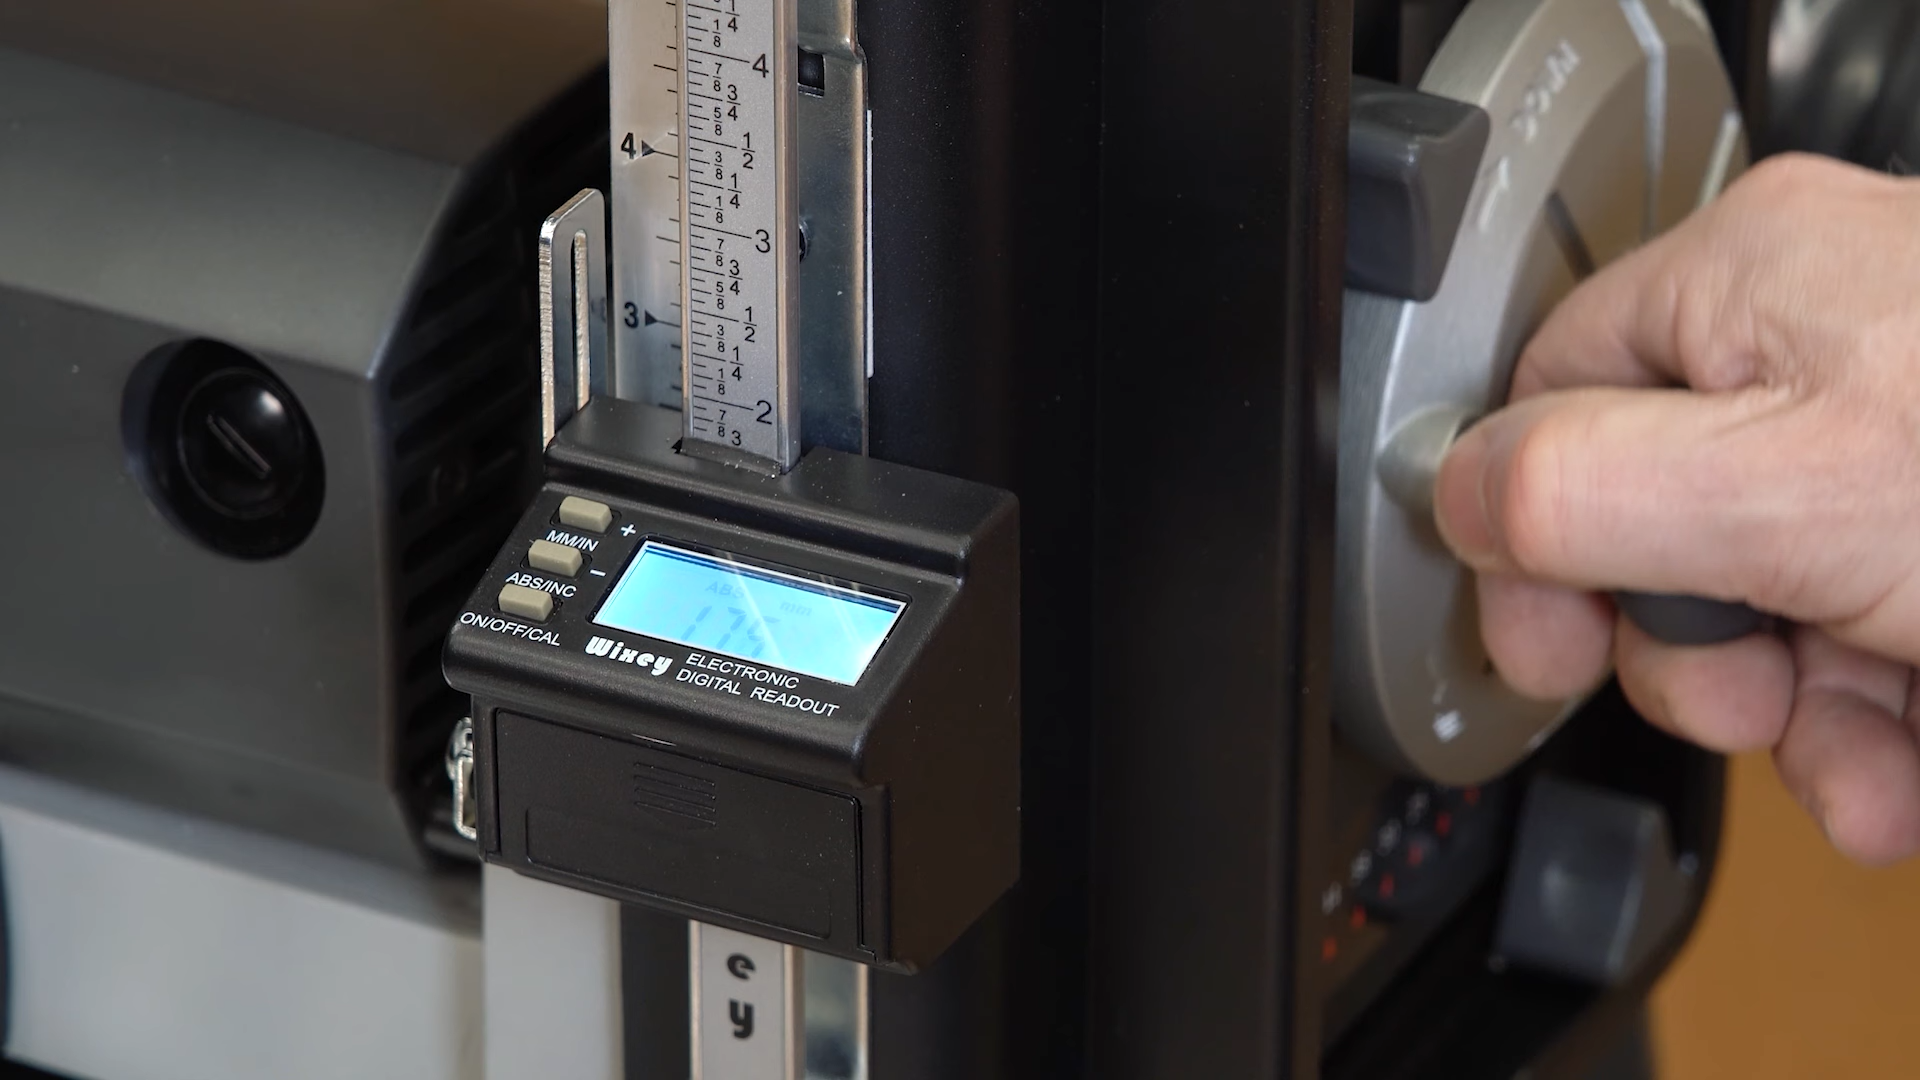 1/4
1/8
4
7/8
3/4
5/8
1/2
3/8
1/4
1/8
3
7/8
3/4
5/8
1/2
3/8
1/4
1/8
2
7/8
3
4
3
+
MM/IN
-
ABS/INC
ON/OFF/CAL
ABS
mm
Wixey
ELECTRONIC
DIGITAL READOUT
e
y